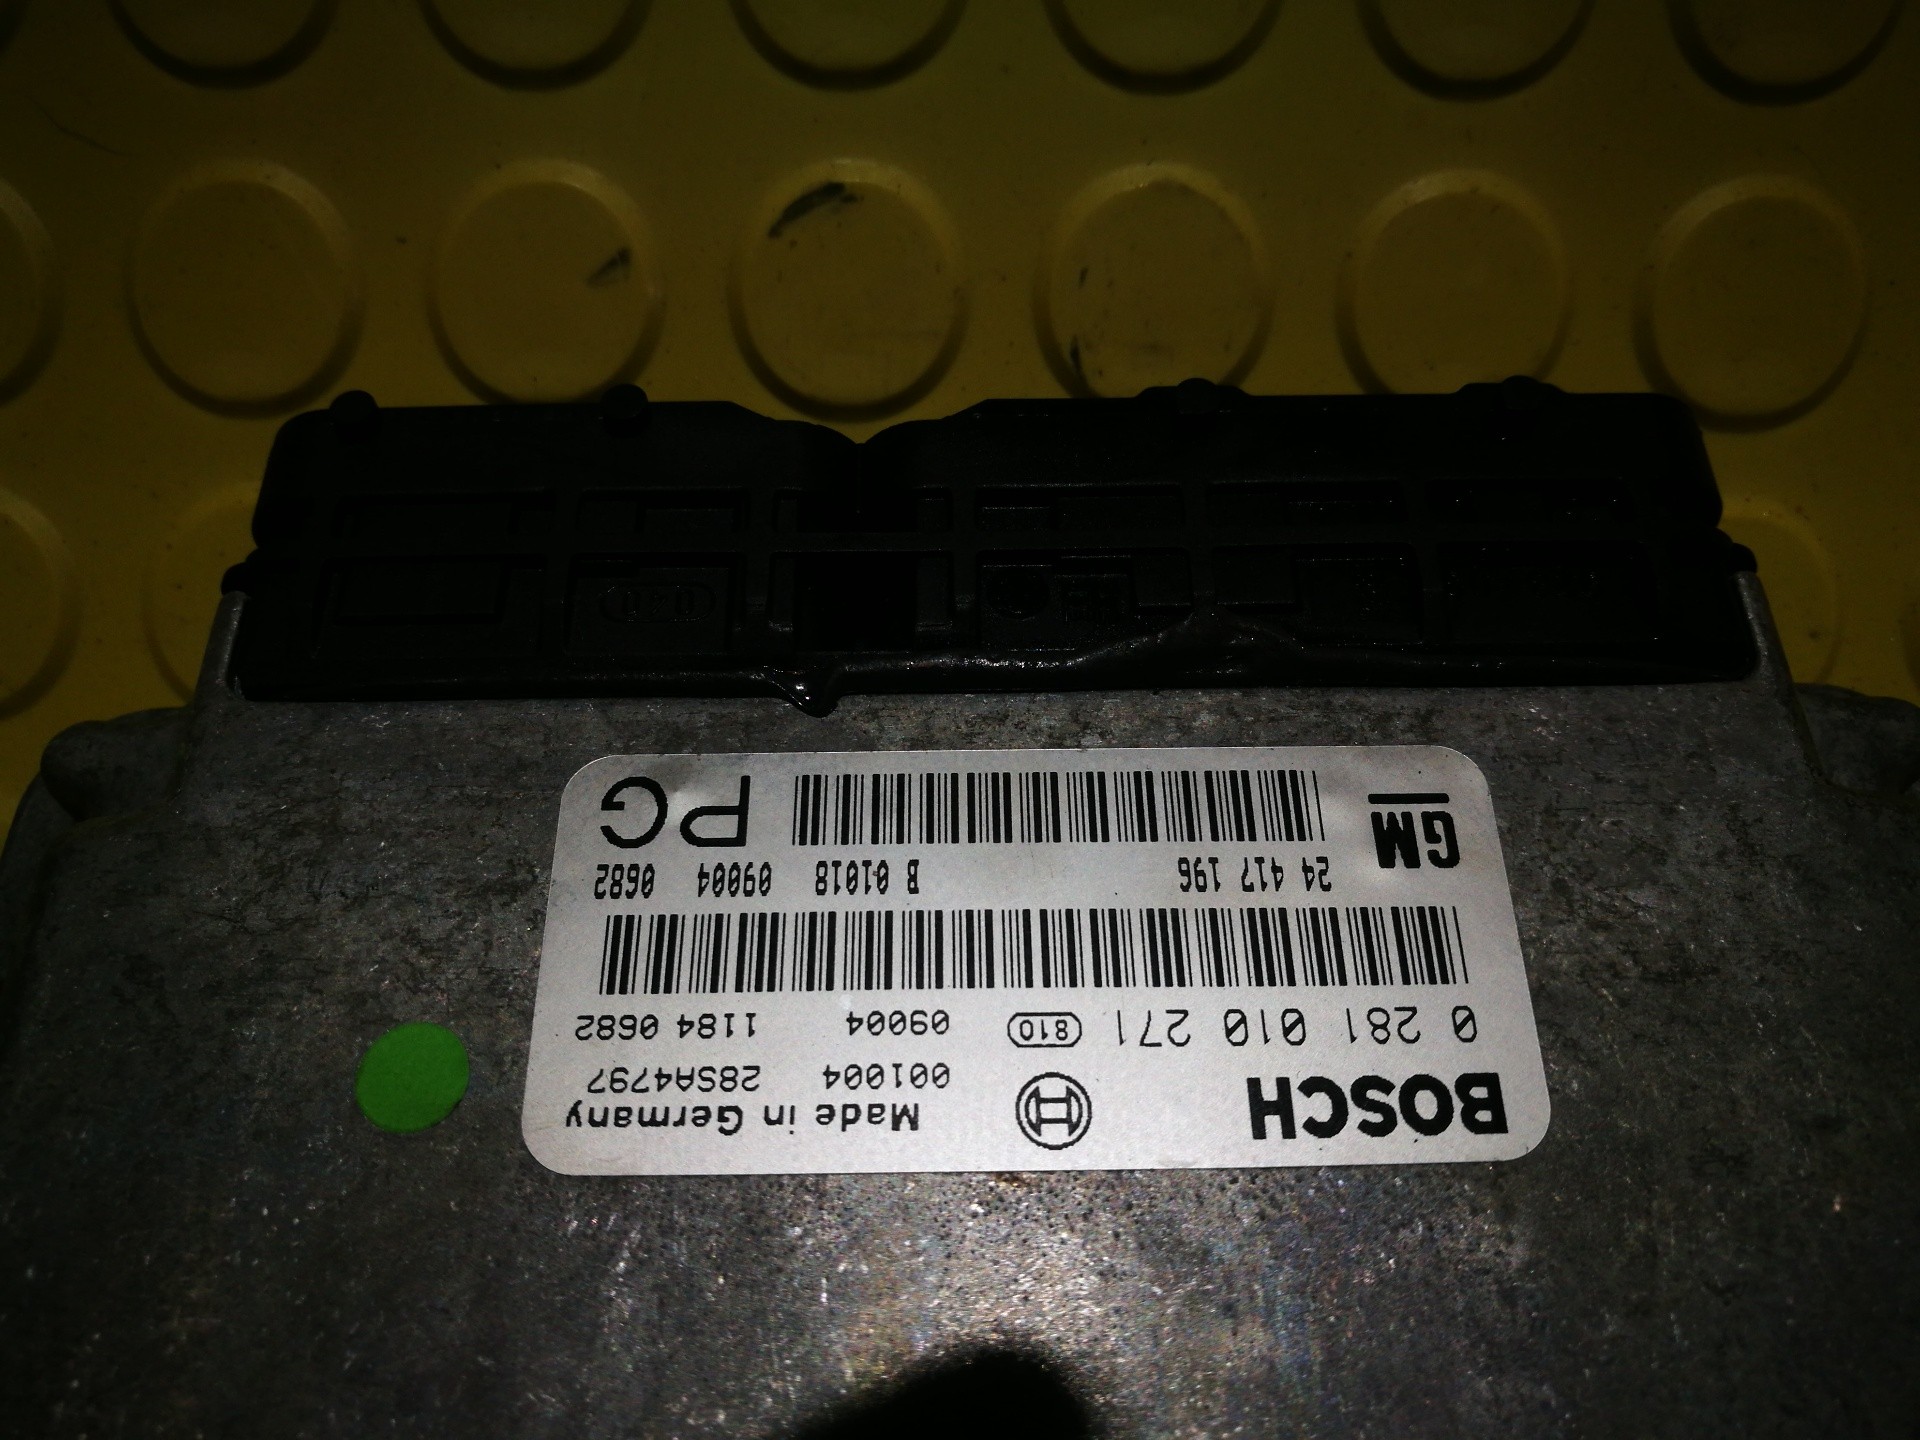 BOSCH Made in Germany
001004 28SA4797
0 281 010 271 810 09004 1184 0682
24 417 196 B 01018 09004 0682
GM PG